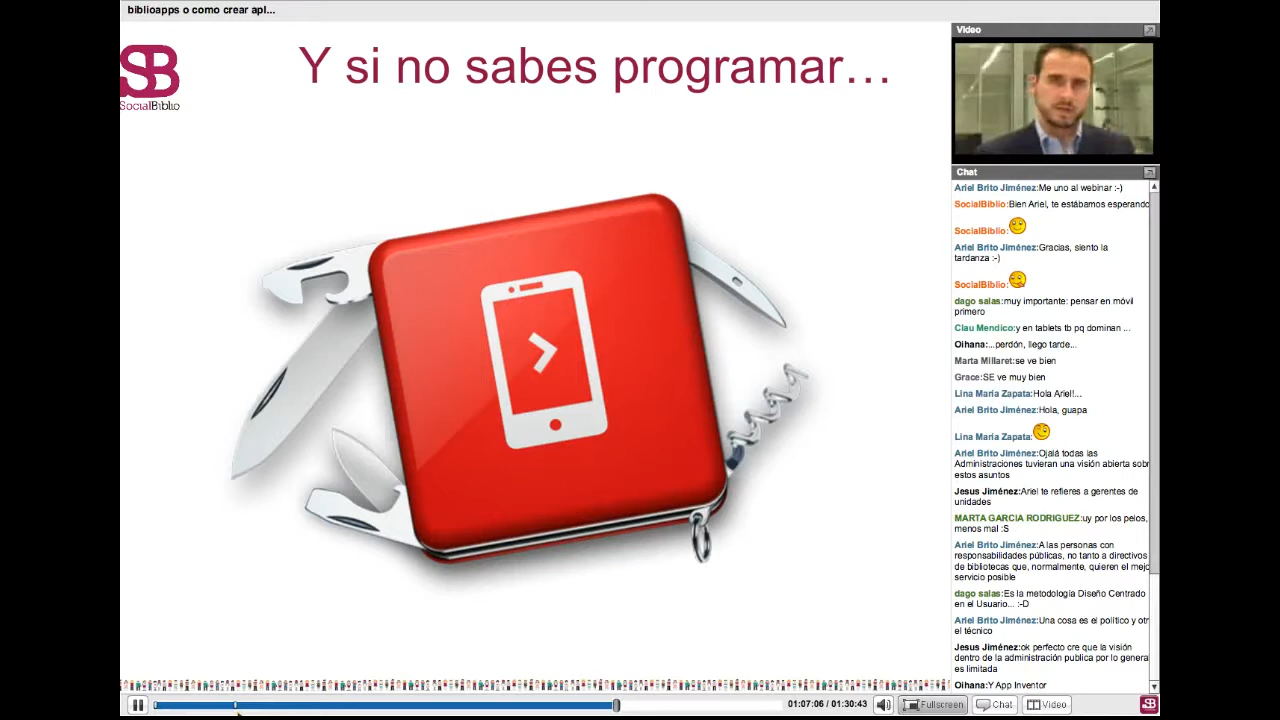 biblioapps o como crear apl...
SB
SocialBiblio
Y si no sabes programar…
Video
Chat
Ariel Brito Jiménez:Me uno al webinar :-)
SocialBiblio:Bien Ariel, te estábamos esperando
SocialBiblio:
Ariel Brito Jiménez:Gracias, siento la
tardanza :-)
SocialBiblio:
dago salas:muy importante: pensar en móvil
primero
Clau Mendico:y en tablets tb pq dominan ...
Oihana:...perdón, llego tarde...
Marta Millaret:se ve bien
Grace:SE ve muy bien
Lina María Zapata:Hola Ariel!...
Ariel Brito Jiménez:Hola, guapa
Lina María Zapata:
Ariel Brito Jiménez:Ojalá todas las
Administraciones tuvieran una visión abierta sob
estos asuntos
Jesus Jiménez:Ariel te refieres a gerentes de
unidades
MARTA GARCIA RODRIGUEZ:uy por los pelos,
menos mal :S
Ariel Brito Jiménez:A las personas con
responsabilidades públicas, no tanto a directivos
de bibliotecas que, normalmente, quieren el mejo
servicio posible
dago salas:Es la metodología Diseño Centrado
en el Usuario... :-D
Ariel Brito Jiménez:Una cosa es el político y otr
el técnico
Jesus Jiménez:ok perfecto cre que la visión
dentro de la administración publica por lo genera
es limitada
Oihana:Y App Inventor
01:07:06 / 01:30:43
Fullscreen
Chat
Video
SB